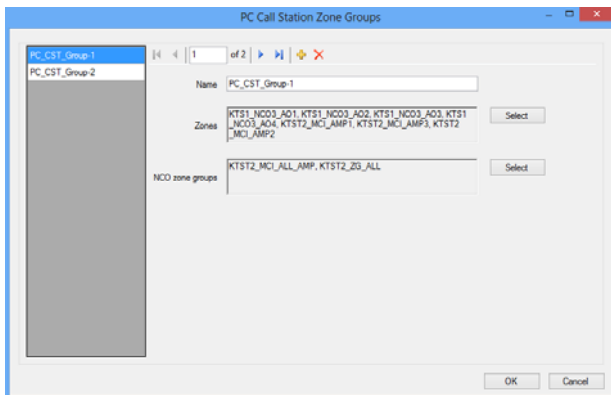 PC Call Station Zone Groups
PC_CST_Group-1
PC_CST_Group-2
1 of 2
Name PC_CST_Group-1
Zones
KTS1_NCO3_AO1, KTS1_NCO3_AO2, KTS1_NCO3_AO3, KTS1
_NCO3_AO4, KTST2_MCI_AMP1, KTST2_MCI_AMP3, KTST2
_MCI_AMP2
Select
NCO zone groups
KTST2_MCI_ALL_AMP, KTST2_ZG_ALL
Select
OK Cancel